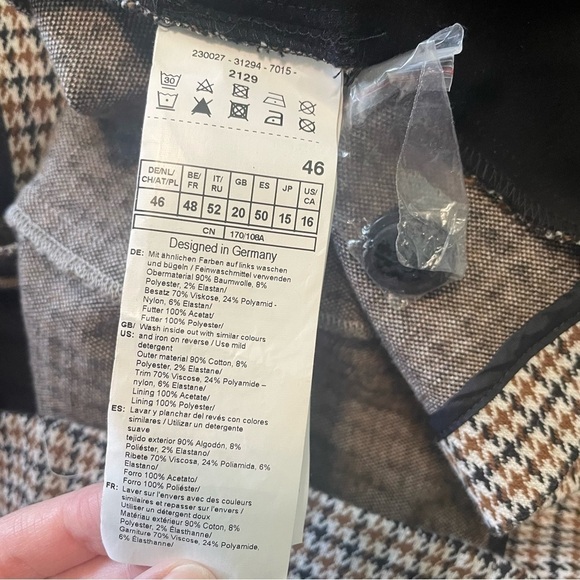 230027 - 31294 - 7015 -
2129
30
46
DE/NL/ BE/ IT/ GB ES JP US/
CH/AT/PL FR RU CA
46 48 52 20 50 15 16
CN 170/108A
Designed in Germany
DE: Mit ähnlichen Farben auf links waschen
und bügeln / Feinwaschmittel verwenden
Obermaterial 90% Baumwolle, 8%
Polyester, 2% Elastan/
Besatz 70% Viskose, 24% Polyamid -
Nylon, 6% Elastan/
Futter 100% Acetat/
Futter 100% Polyester/
GB/ Wash inside out with similar colours
US: and iron on reverse / Use mild
detergent
Outer material 90% Cotton, 8%
Polyester, 2% Elastane/
Trim 70% Viscose, 24% Polyamide –
nylon, 6% Elastane/
Lining 100% Acetate/
Lining 100% Polyester/
ES: Lavar y planchar del revés con colores
similares / Utilizar un detergente
suave
tejido exterior 90% Algodón, 8%
Poliéster, 2% Elastano/
Ribete 70% Viscosa, 24% Poliamida, 6%
Elastano/
Forro 100% Acetato/
Forro 100% Poliéster/
FR: Laver sur l'envers avec des couleurs
similaires et repasser sur l'envers /
Utiliser un détergent doux
Matériau extérieur 90% Coton, 8%
Polyester, 2% Élasthanne/
Garniture 70% Viscose, 24% Polyamide,
6% Élasthanne/